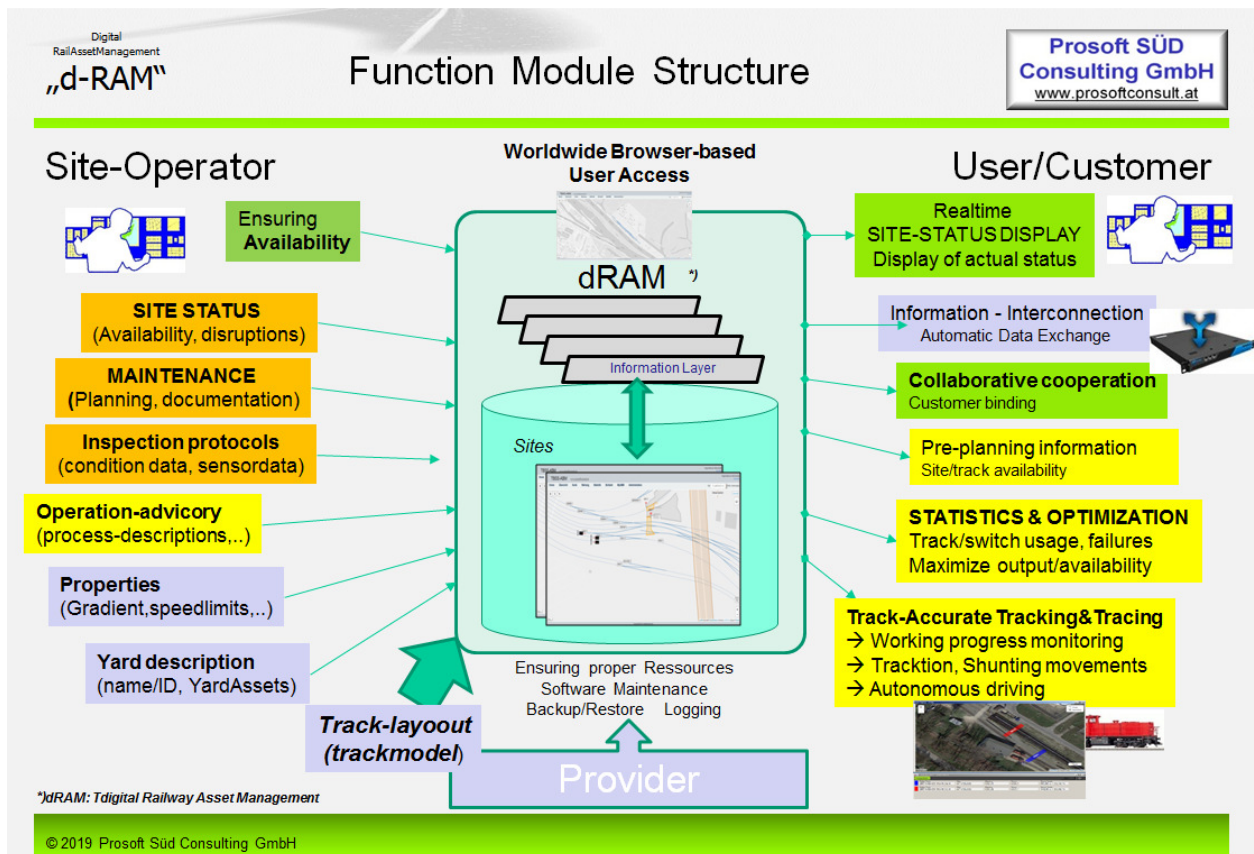 Digital
RailAssetManagement
„d-RAM“
Function Module Structure
Prosoft SÜD
Consulting GmbH
www.prosoftconsult.at
Site-Operator
Worldwide Browser-based
User Access
User/Customer
Ensuring
Availability
SITE STATUS
(Availability, disruptions)
MAINTENANCE
(Planning, documentation)
Inspection protocols
(condition data, sensordata)
Operation-advicory
(process-descriptions,..)
Properties
(Gradient,speedlimits,..)
Yard description
(name/ID, YardAssets)
Track-layoout
(trackmodel)
dRAM *)
Information Layer
Sites
Ensuring proper Ressources
Software Maintenance
Backup/Restore Logging
Provider
Realtime
SITE-STATUS DISPLAY
Display of actual status
Information - Interconnection
Automatic Data Exchange
Collaborative cooperation
Customer binding
Pre-planning information
Site/track availability
STATISTICS & OPTIMIZATION
Track/switch usage, failures
Maximize output/availability
Track-Accurate Tracking&Tracing
→ Working progress monitoring
→ Tracktion, Shunting movements
→ Autonomous driving
*)dRAM: Tdigital Railway Asset Management
© 2019 Prosoft Süd Consulting GmbH